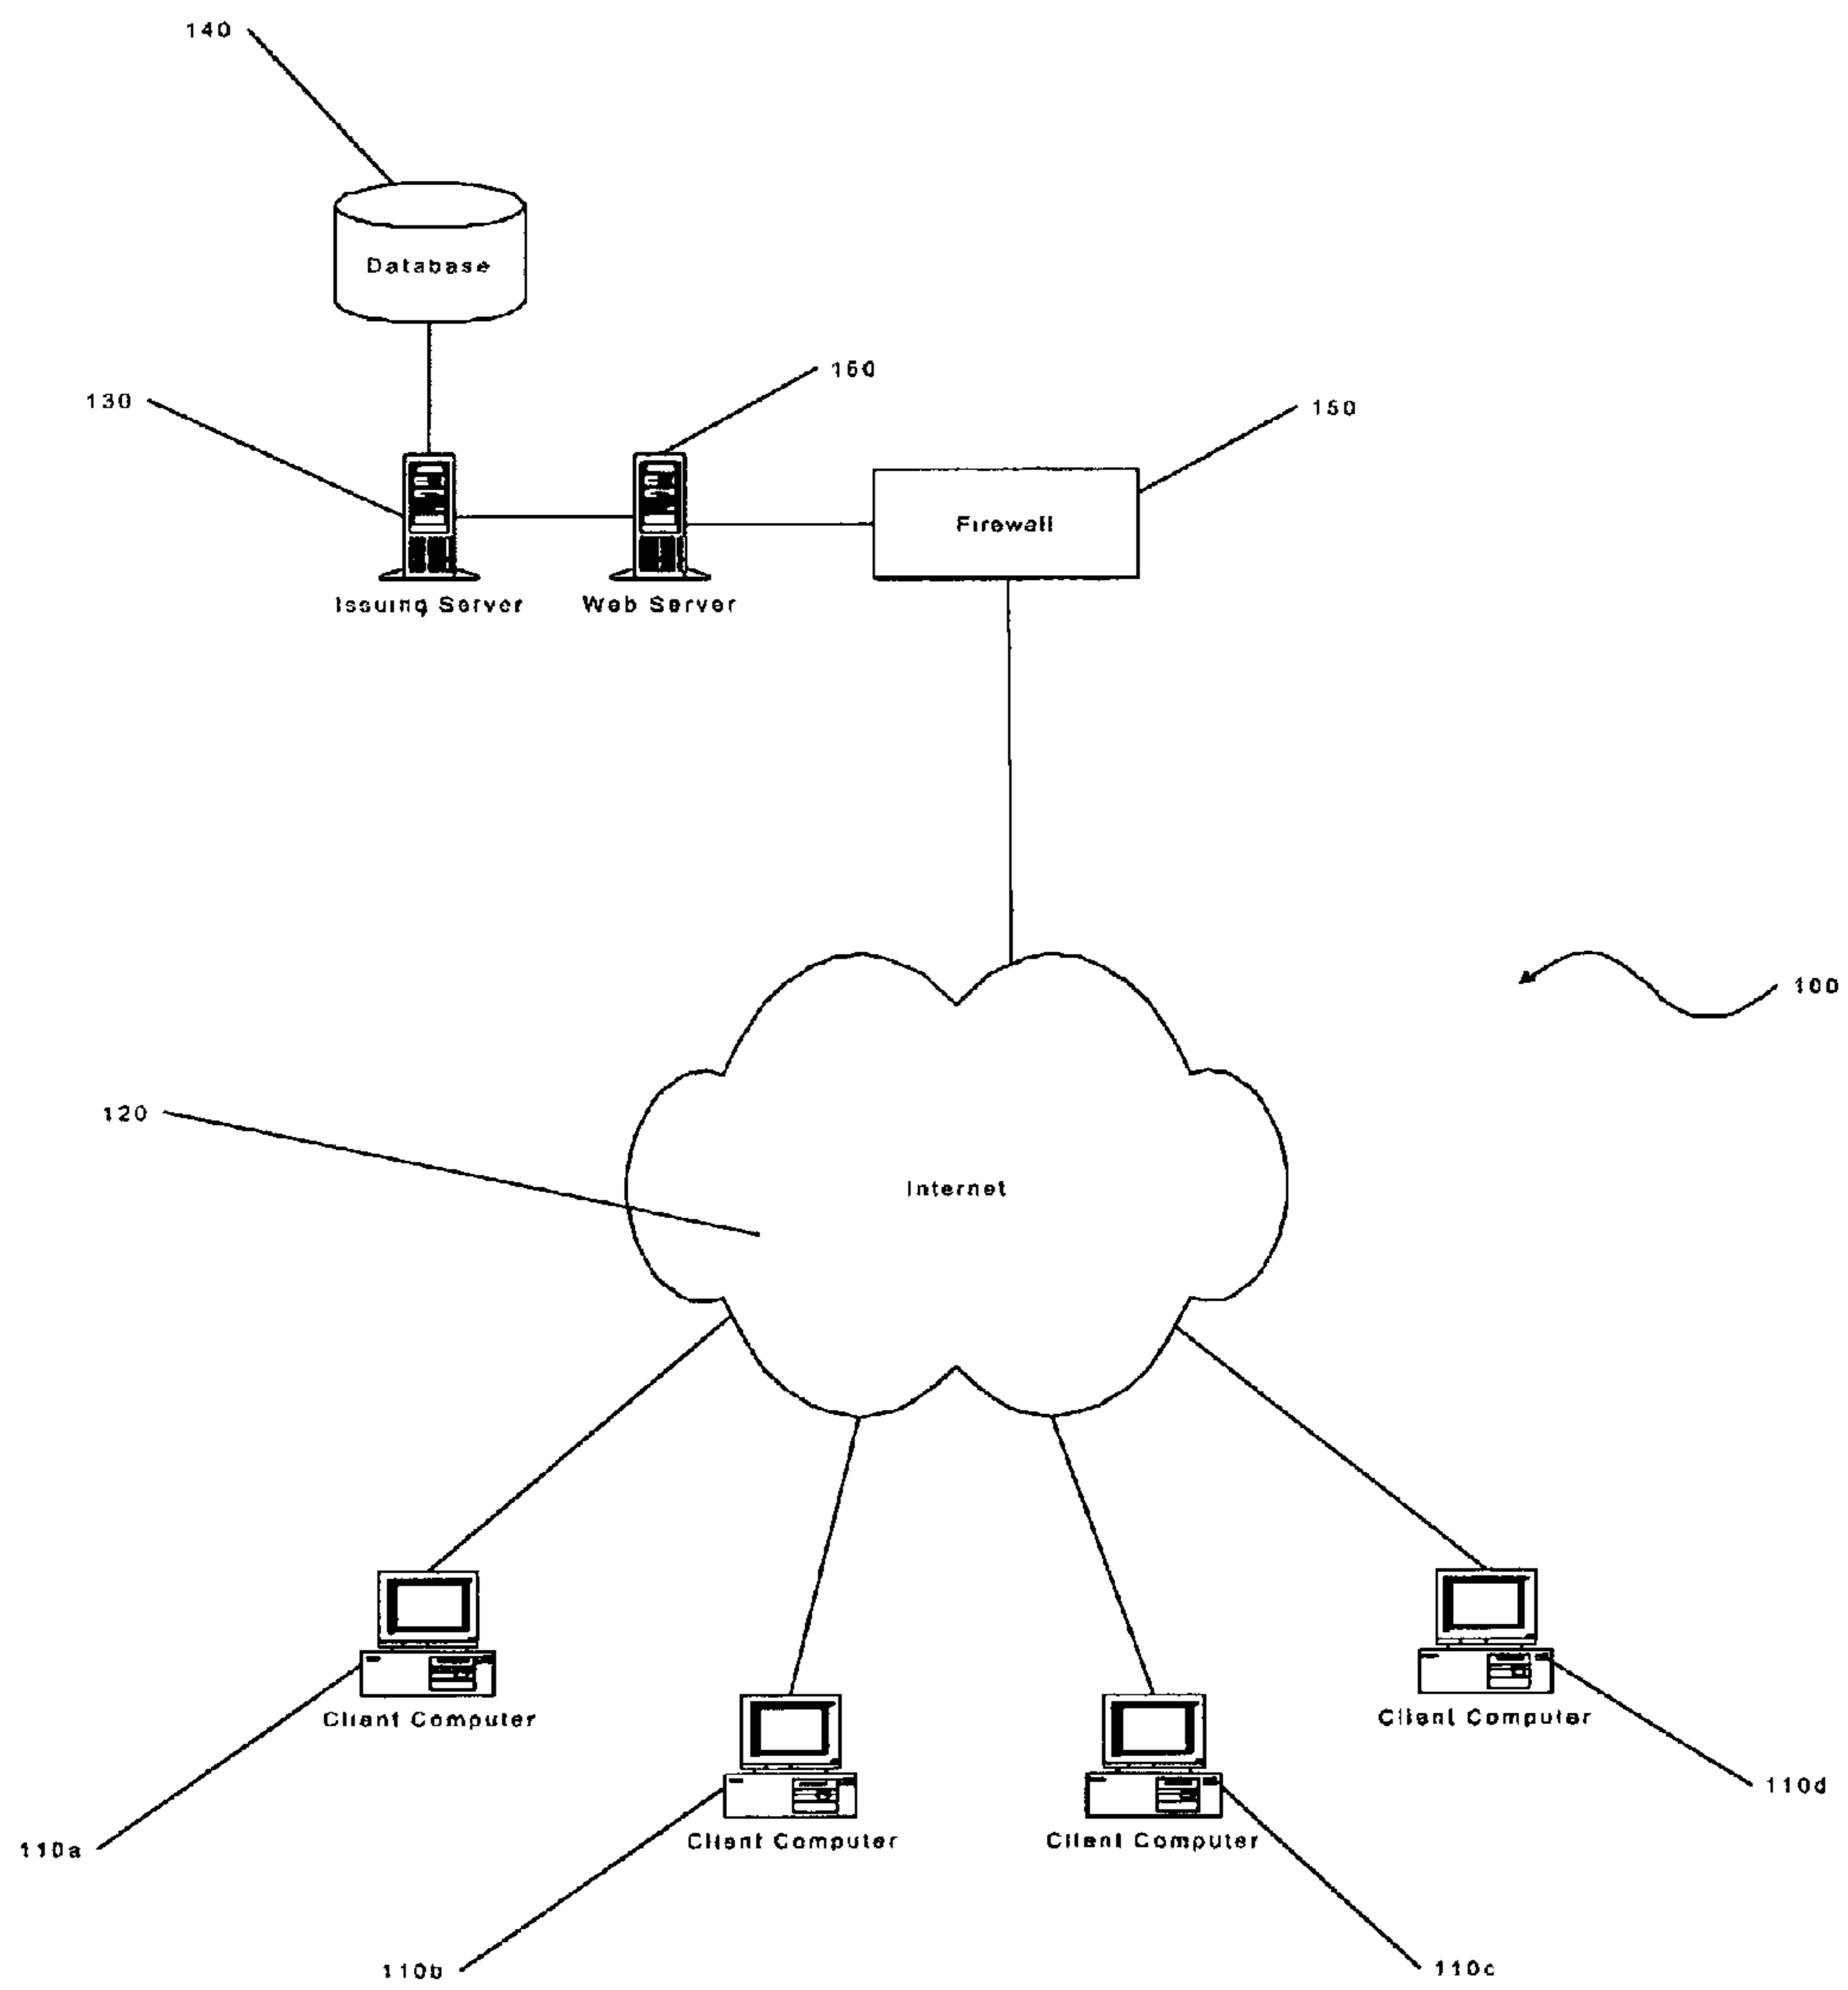 140
Database
160
130
150
Firewall
Issuing Server
Web Server
100
120
Internet
Client Computer
Client Computer
110d
Client Computer
Client Computer
110a
110b
110c